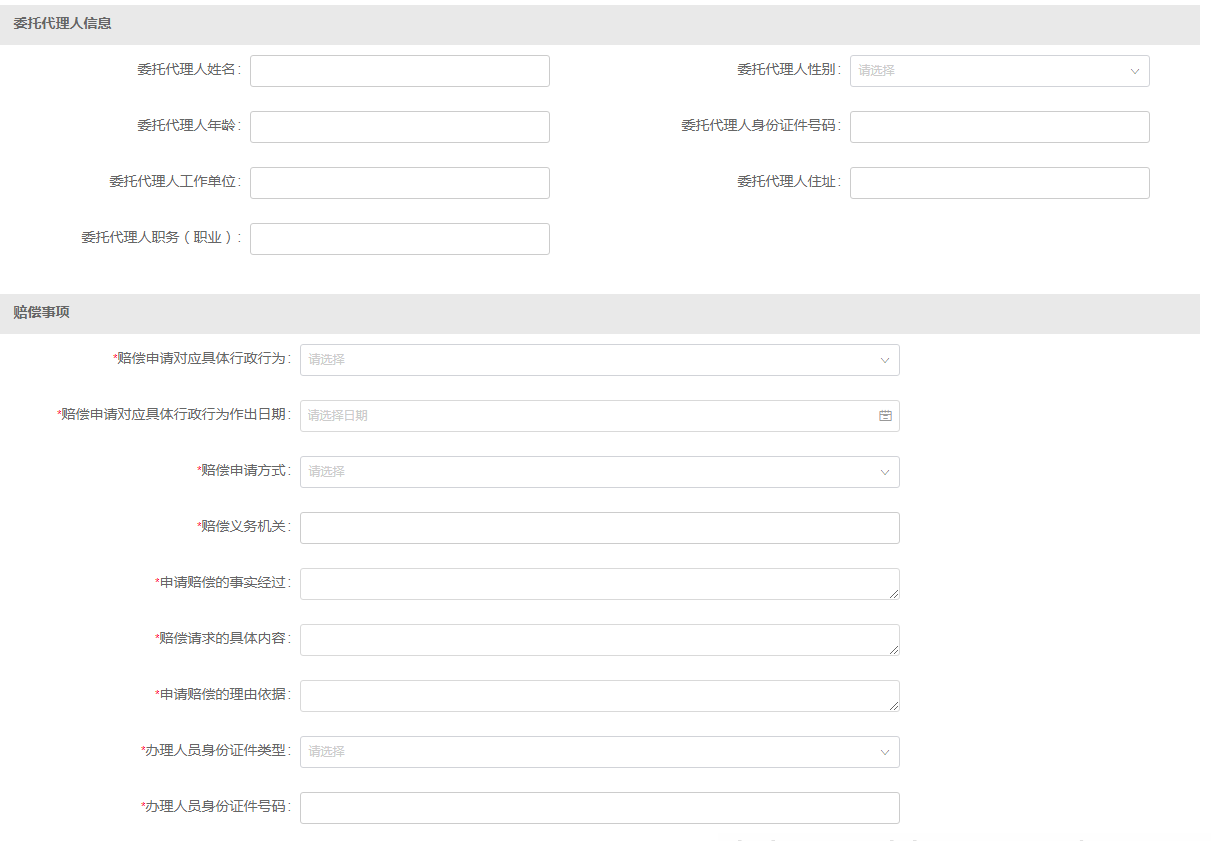 委托代理人信息
委托代理人姓名: 委托代理人性别: 请选择
委托代理人年龄: 委托代理人身份证件号码:
委托代理人工作单位: 委托代理人住址:
委托代理人职务（职业）:
赔偿事项
*赔偿申请对应具体行政行为: 请选择
*赔偿申请对应具体行政行为作出日期: 请选择日期
*赔偿申请方式: 请选择
*赔偿义务机关:
*申请赔偿的事实经过:
*赔偿请求的具体内容:
*申请赔偿的理由依据:
*办理人员身份证件类型: 请选择
*办理人员身份证件号码: